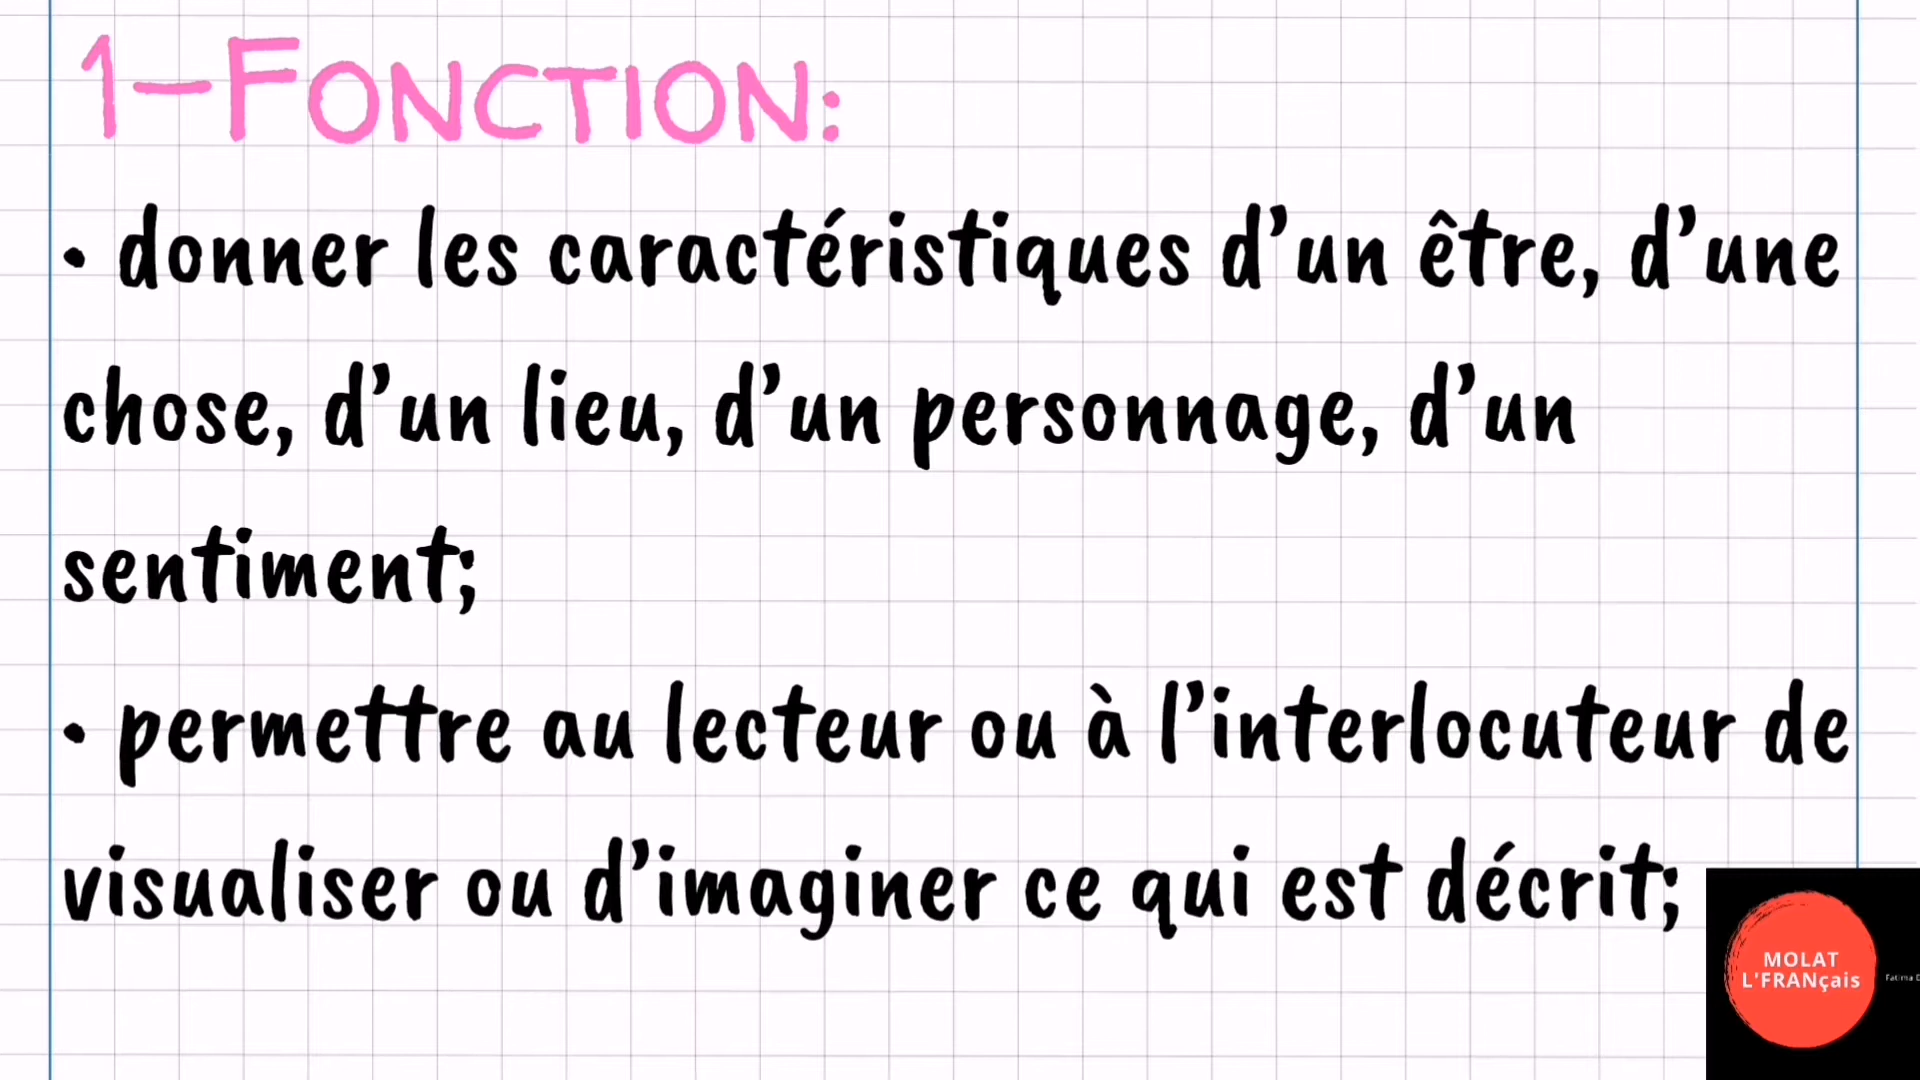 1-FONCTION:
• donner les caractéristiques d'un être, d'une
chose, d'un lieu, d'un personnage, d'un
sentiment;
• permettre au lecteur ou à l'interlocuteur de
visualiser ou d'imaginer ce qui est décrit;
MOLAT
L'FRANçais
Fatima